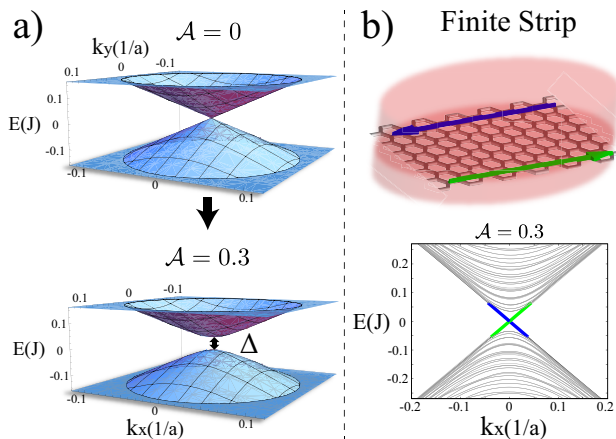 a)
𝒜 = 0
k_y(1/a)
0.1
0
-0.1
E(J)
0.1
0
-0.1
-0.1
0
0.1
𝒜 = 0.3
0.1
0
-0.1
E(J)
0.1
0
-0.1
Δ
-0.1
0
0.1
k_x(1/a)
b)
Finite Strip
𝒜 = 0.3
E(J)
0.2
0.1
0
-0.1
-0.2
-0.2
-0.1
0
0.1
0.2
k_x(1/a)